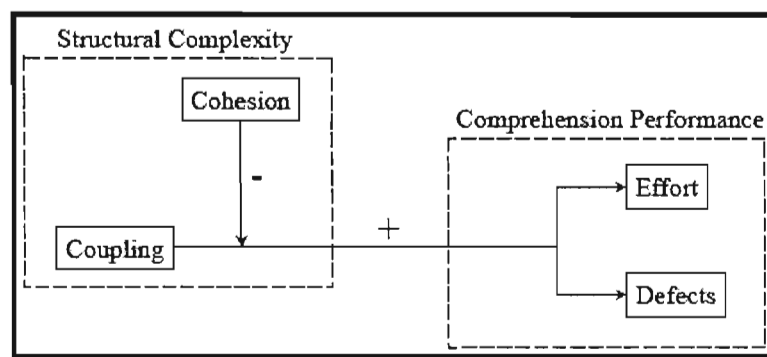 Structural Complexity
Cohesion
Comprehension Performance
-
Effort
+
Coupling
Defects